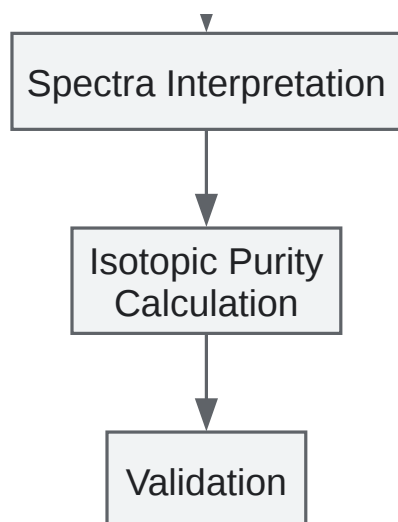 Spectra Interpretation
Isotopic Purity
Calculation
Validation